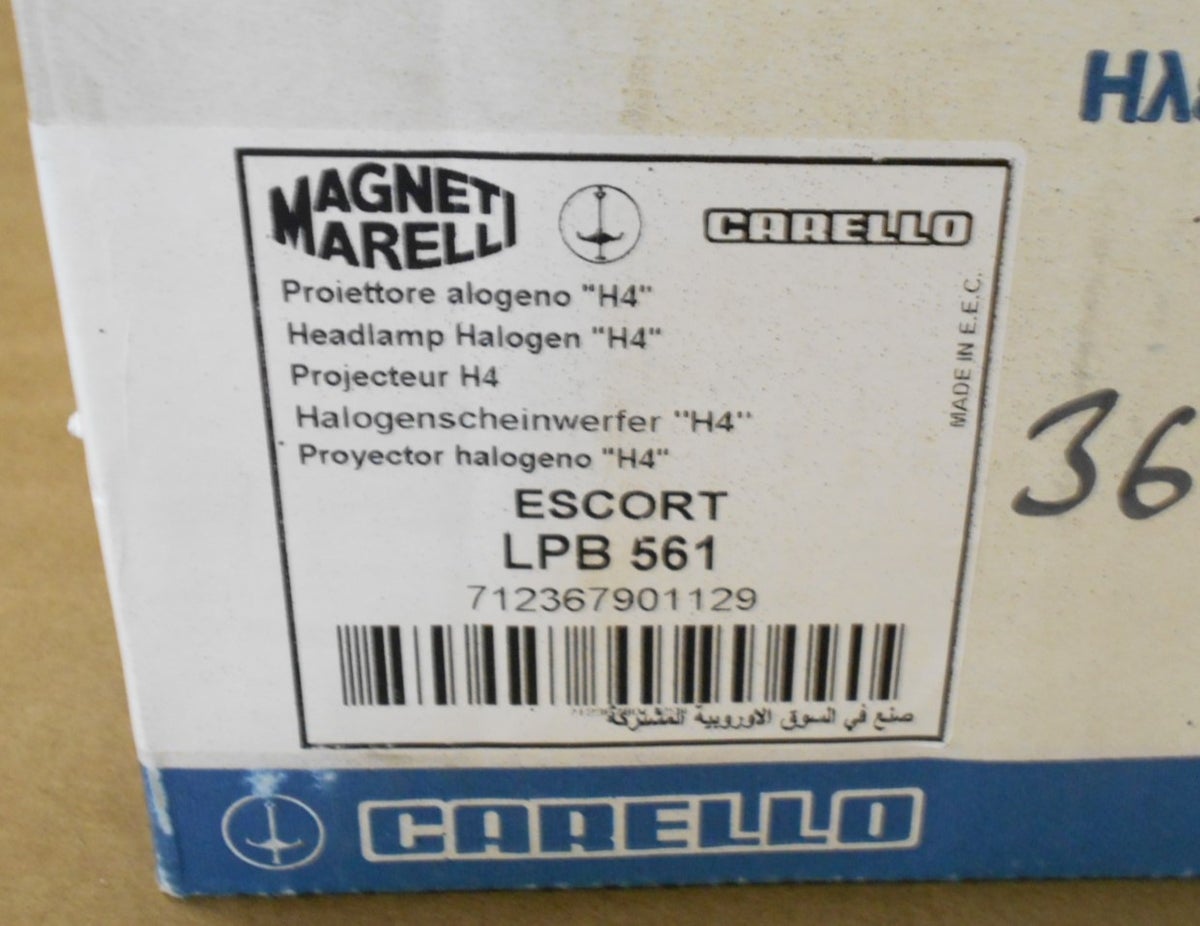 MAGNETI
MARELLI
CARELLO
Proiettore alogeno "H4"
Headlamp Halogen "H4"
Projecteur H4
Halogenscheinwerfer "H4"
Proyector halogeno "H4"
MADE IN E.E.C.
36
ESCORT
LPB 561
712367901129
صنع في السوق الاوروبية المشتركة
CARELLO